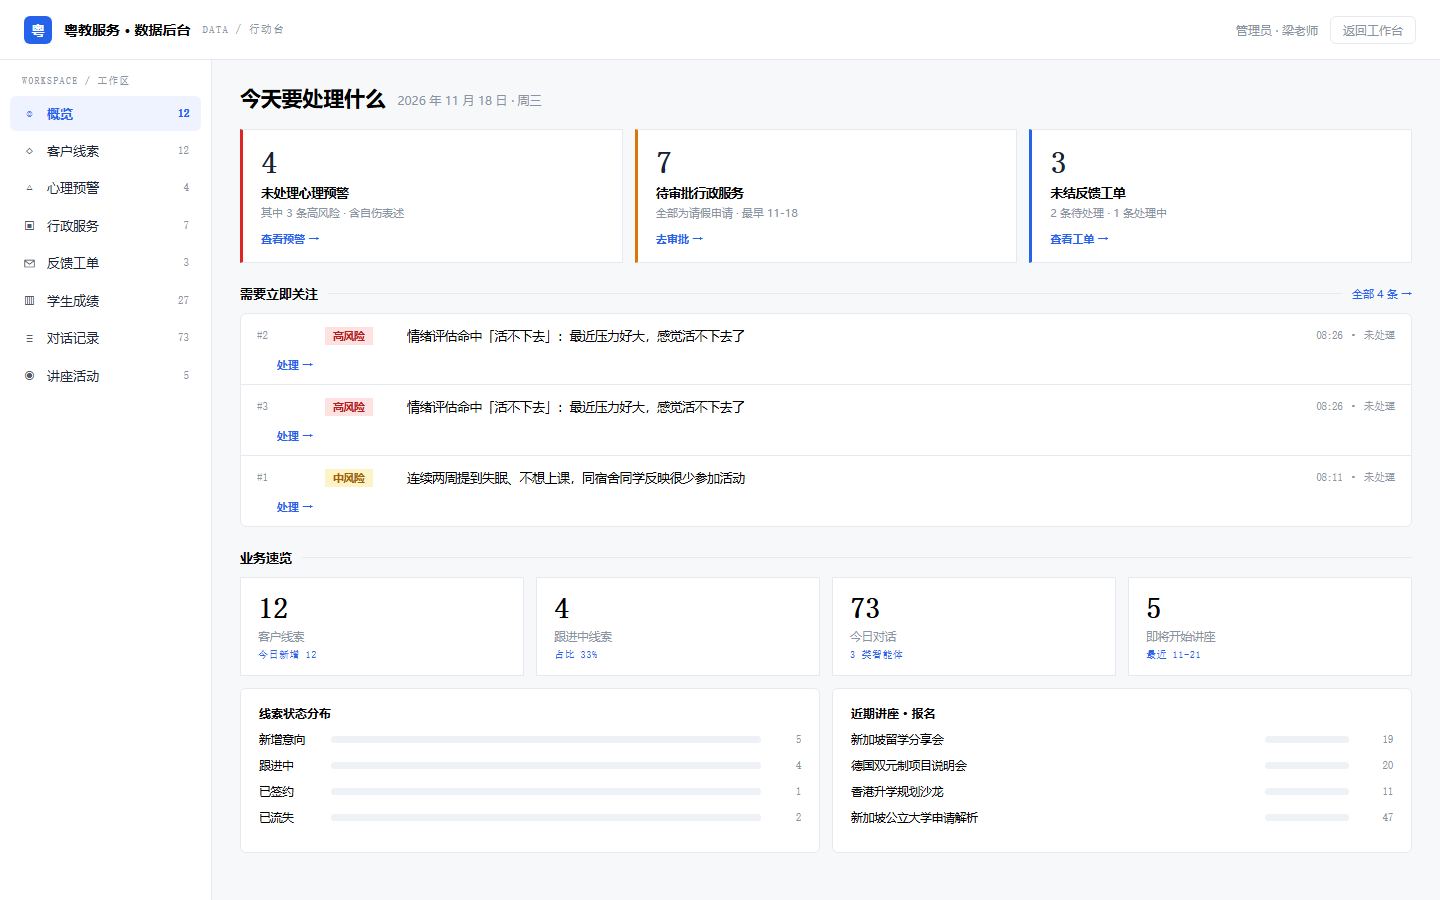 粤 粤教服务 • 数据后台 DATA / 行动台
管理员 · 梁老师 返回工作台
WORKSPACE / 工作区
概览 12
客户线索 12
心理预警 4
行政服务 7
反馈工单 3
学生成绩 27
对话记录 73
讲座活动 5
今天要处理什么 2026 年 11 月 18 日 · 周三
4
未处理心理预警
其中 3 条高风险 · 含自伤表述
查看预警 →
7
待审批行政服务
全部为请假申请 · 最早 11-18
去审批 →
3
未结反馈工单
2 条待处理 · 1 条处理中
查看工单 →
需要立即关注 全部 4 条 →
#2 高风险 情绪评估命中「活不下去」：最近压力好大，感觉活不下去了 08:26 • 未处理
处理 →
#3 高风险 情绪评估命中「活不下去」：最近压力好大，感觉活不下去了 08:26 • 未处理
处理 →
#1 中风险 连续两周提到失眠、不想上课，同宿舍同学反映很少参加活动 08:11 • 未处理
处理 →
业务速览
12
客户线索
今日新增 12
4
跟进中线索
占比 33%
73
今日对话
3 类智能体
5
即将开始讲座
最近 11-21
线索状态分布
新增意向 5
跟进中 4
已签约 1
已流失 2
近期讲座 • 报名
新加坡留学分享会 19
德国双元制项目说明会 20
香港升学规划沙龙 11
新加坡公立大学申请解析 47